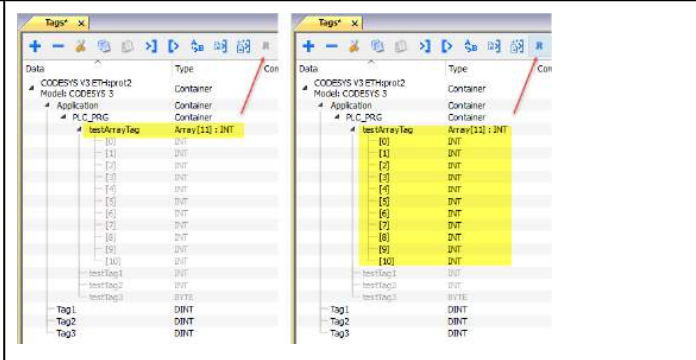 Tags* x
Data Type Con
CODESYS V3 ETH:prot2
Model: CODESYS 3 Container
Application Container
PLC_PRG Container
testArrayTag Array[11] : INT
[0] INT
[1] INT
[2] INT
[3] INT
[4] INT
[5] INT
[6] INT
[7] INT
[8] INT
[9] INT
[10] INT
testTag1 INT
testTag2 INT
testTag3 BYTE
Tag1 DINT
Tag2 DINT
Tag3 DINT
Tags* x
Data Type Con
CODESYS V3 ETH:prot2
Model: CODESYS 3 Container
Application Container
PLC_PRG Container
testArrayTag Array[11] : INT
[0] INT
[1] INT
[2] INT
[3] INT
[4] INT
[5] INT
[6] INT
[7] INT
[8] INT
[9] INT
[10] INT
testTag1 INT
testTag2 INT
testTag3 BYTE
Tag1 DINT
Tag2 DINT
Tag3 DINT